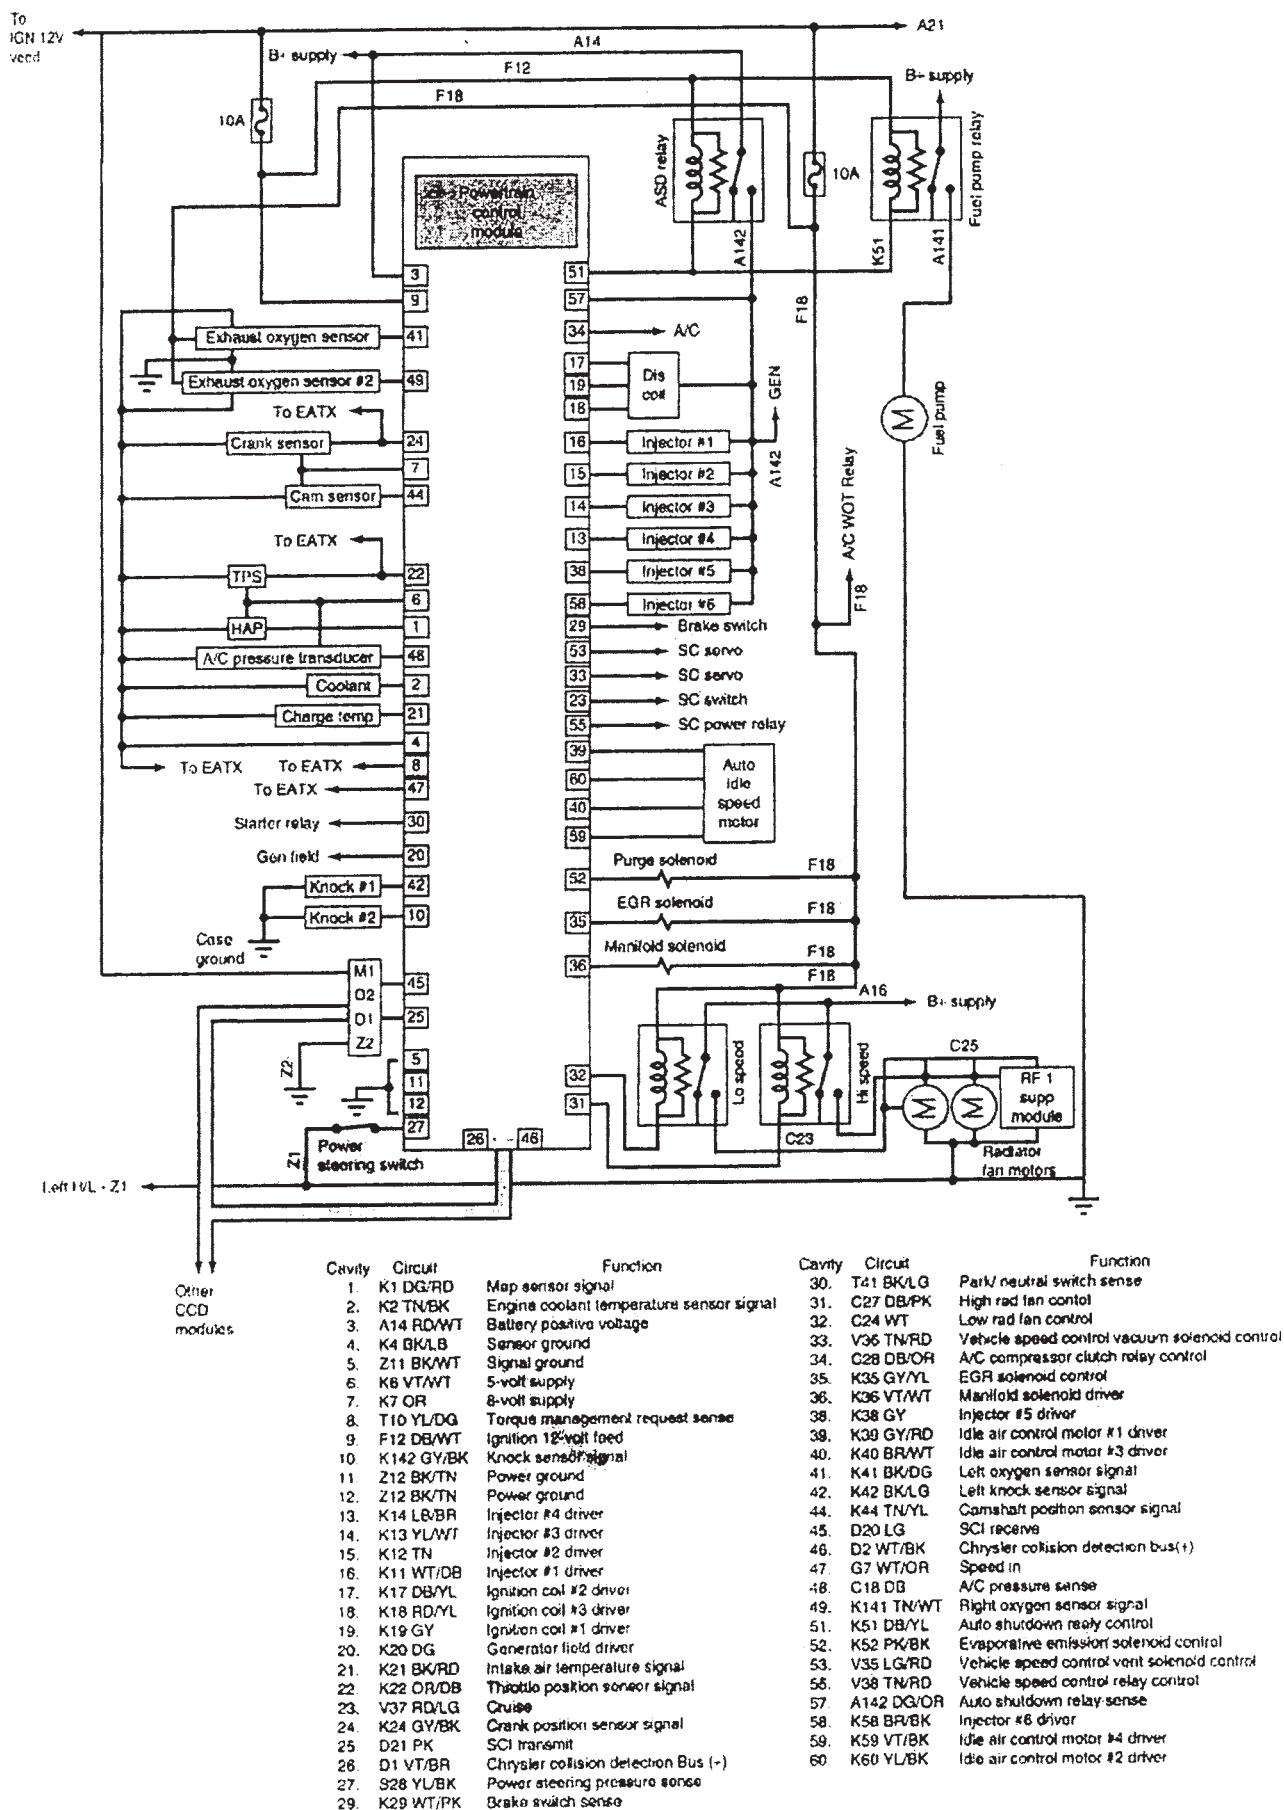 To
IGN 12V
A21
B+ supply
A14
F12
F18
B+ supply
10A
ASD relay
10A
Fuel pump relay
Powertrain
control
module
A142
K51
A141
3
9
51
57
F18
Exhaust oxygen sensor
41
34
A/C
Exhaust oxygen sensor #2
49
17
19
18
Dis
coil
GEN
A142
To EATX
Crank sensor
24
7
Cam sensor
44
16
Injector #1
15
Injector #2
14
Injector #3
13
Injector #4
38
Injector #5
58
Injector #6
Fuel pump
M
A/C WOT Relay
F18
To EATX
TPS
22
6
HAP
1
A/C pressure transducer
48
Coolant
2
Charge temp
21
4
To EATX
To EATX
8
To EATX
47
Starter relay
30
Gen field
20
Knock #1
42
Knock #2
10
Case
ground
29
Brake switch
53
SC servo
33
SC servo
23
SC switch
55
SC power relay
39
60
40
59
Auto
idle
speed
motor
Purge solenoid
52
F18
EGR solenoid
35
F18
Manifold solenoid
36
F18
F18
A16
B+ supply
M1
D2
D1
Z2
45
25
Z2
5
11
12
27
Power
steering switch
Z1
26
46
32
31
Lo speed
Hi speed
C23
C25
M
M
RF 1
supp
module
Radiator
fan motors
Left I/L - Z1
Other
CCD
modules
Cavity Circuit Function
1. K1 DG/RD Map sensor signal
2. K2 TN/BK Engine coolant temperature sensor signal
3. A14 RD/WT Battery positive voltage
4. K4 BK/LB Sensor ground
5. Z11 BK/WT Signal ground
6. K6 VT/WT 5-volt supply
7. K7 OR 8-volt supply
8. T10 YL/DG Torque management request sense
9. F12 DB/WT Ignition 12-volt feed
10. K142 GY/BK Knock sensor signal
11. Z12 BK/TN Power ground
12. Z12 BK/TN Power ground
13. K14 LB/BR Injector #4 driver
14. K13 YL/WT Injector #3 driver
15. K12 TN Injector #2 driver
16. K11 WT/DB Injector #1 driver
17. K17 DB/YL Ignition coil #2 driver
18. K18 RD/YL Ignition coil #3 driver
19. K19 GY Ignition coil #1 driver
20. K20 DG Generator field driver
21. K21 BK/RD Intake air temperature signal
22. K22 OR/DB Throttle position sensor signal
23. V37 RD/LG Cruise
24. K24 GY/BK Crank position sensor signal
25. D21 PK SCI transmit
26. D1 VT/BR Chrysler collision detection Bus (-)
27. S28 YL/BK Power steering pressure sense
29. K29 WT/PK Brake switch sense
Cavity Circuit Function
30. T41 BK/LG Park/ neutral switch sense
31. C27 DB/PK High rad fan contol
32. C24 WT Low rad fan control
33. V36 TN/RD Vehicle speed control vacuum solenoid control
34. C28 DB/OR A/C compressor clutch relay control
35. K35 GY/YL EGR solenoid control
36. K36 VT/WT Manifold solenoid driver
38. K38 GY Injector #5 driver
39. K39 GY/RD Idle air control motor #1 driver
40. K40 BR/WT Idle air control motor #3 driver
41. K41 BK/DG Left oxygen sensor signal
42. K42 BK/LG Left knock sensor signal
44. K44 TN/YL Camshaft position sensor signal
45. D20 LG SCI receive
46. D2 WT/BK Chrysler collision detection bus(+)
47. G7 WT/OR Speed in
48. C18 DB A/C pressure sense
49. K141 TN/WT Right oxygen sensor signal
51. K51 DB/YL Auto shutdown realy control
52. K52 PK/BK Evaporative emission solenoid control
53. V35 LG/RD Vehicle speed control vent solenoid control
55. V38 TN/RD Vehicle speed control relay control
57. A142 DG/OR Auto shutdown relay sense
58. K58 BR/BK Injector #6 driver
59. K59 VT/BK Idle air control motor #4 driver
60. K60 YL/BK Idle air control motor #2 driver